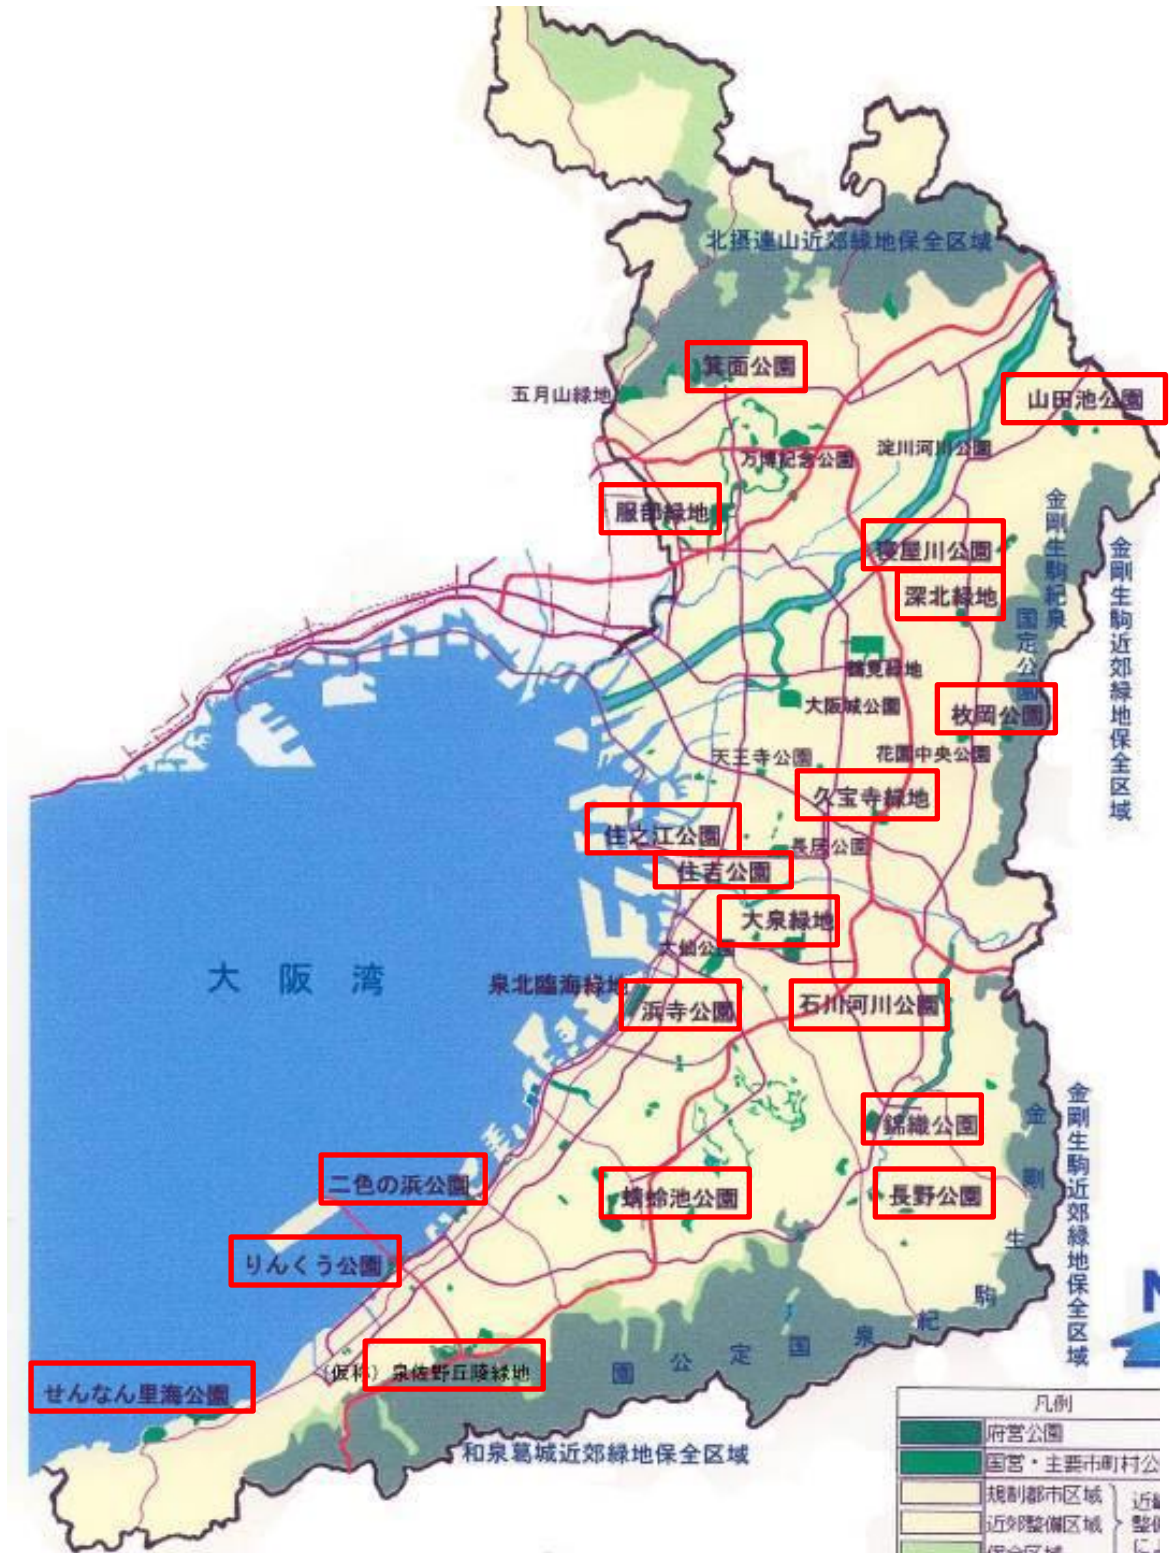 北摂連山近郊緑地保全区域
箕面公園
五月山緑地
山田池公園
万博記念公園
淀川河川公園
服部緑地
寝屋川公園
深北緑地
金剛生駒紀泉
国定公園
金剛生駒近郊緑地保全区域
鶴見緑地
大阪城公園
枚岡公園
天王寺公園
花園中央公園
久宝寺緑地
住之江公園
長居公園
住吉公園
大泉緑地
大仙公園
大阪湾
泉北臨海緑地
浜寺公園
石川河川公園
錦織公園
金剛生駒紀泉国定公園
金剛生駒近郊緑地保全区域
二色の浜公園
蜻蛉池公園
長野公園
りんくう公園
(仮称) 泉佐野丘陵緑地
せんなん里海公園
和泉葛城近郊緑地保全区域
N
凡例
府営公園
国営・主要市町村公
規制都市区域
近郊整備区域
保全区域